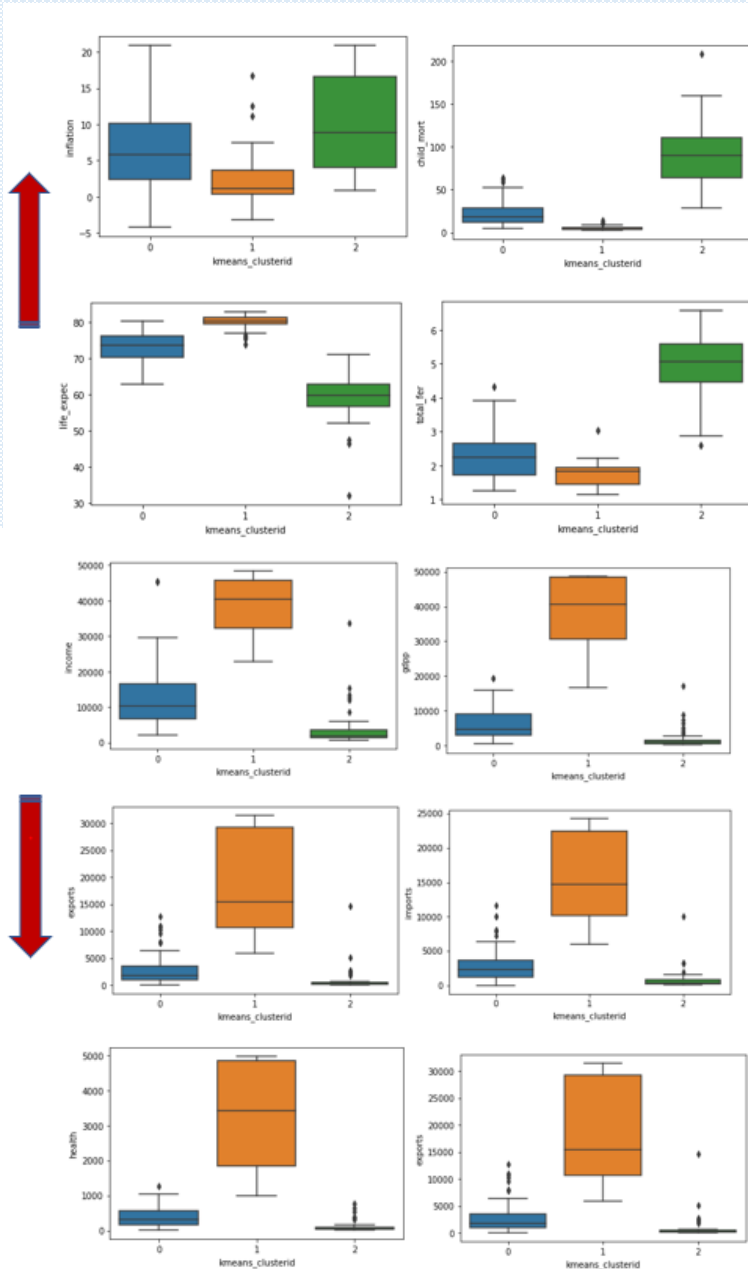 20
15
10
5
0
−5
inflation
0 1 2
kmeans_clusterid
200
150
100
50
0
child_mort
0 1 2
kmeans_clusterid
80
70
60
50
40
30
life_expec
0 1 2
kmeans_clusterid
6
5
4
3
2
1
total_fer
0 1 2
kmeans_clusterid
50000
40000
30000
20000
10000
0
income
0 1 2
kmeans_clusterid
50000
40000
30000
20000
10000
0
gdpp
0 1 2
kmeans_clusterid
30000
25000
20000
15000
10000
5000
0
exports
0 1 2
kmeans_clusterid
25000
20000
15000
10000
5000
0
imports
0 1 2
kmeans_clusterid
5000
4000
3000
2000
1000
0
health
0 1 2
kmeans_clusterid
30000
25000
20000
15000
10000
5000
0
exports
0 1 2
kmeans_clusterid